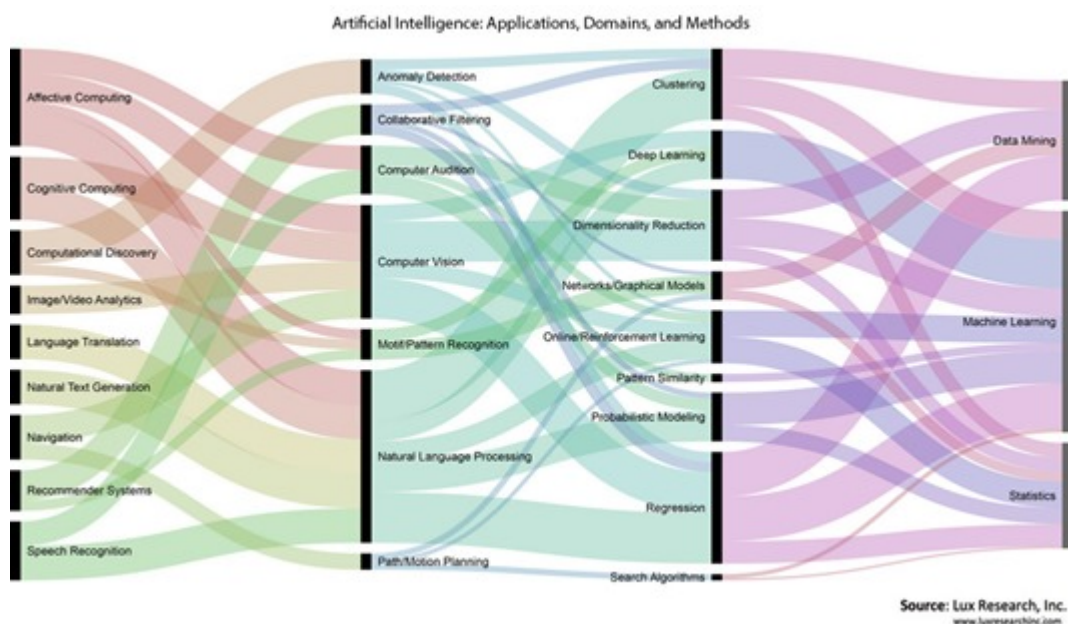 Artificial Intelligence: Applications, Domains, and Methods
Affective Computing
Cognitive Computing
Computational Discovery
Image/Video Analytics
Language Translation
Natural Text Generation
Navigation
Recommender Systems
Speech Recognition
Anomaly Detection
Collaborative Filtering
Computer Audition
Computer Vision
Motif/Pattern Recognition
Natural Language Processing
Path/Motion Planning
Clustering
Deep Learning
Dimensionality Reduction
Networks/Graphical Models
Online/Reinforcement Learning
Pattern Similarity
Probabilistic Modeling
Regression
Search Algorithms
Data Mining
Machine Learning
Statistics
Source: Lux Research, Inc.
www.luxresearchinc.com